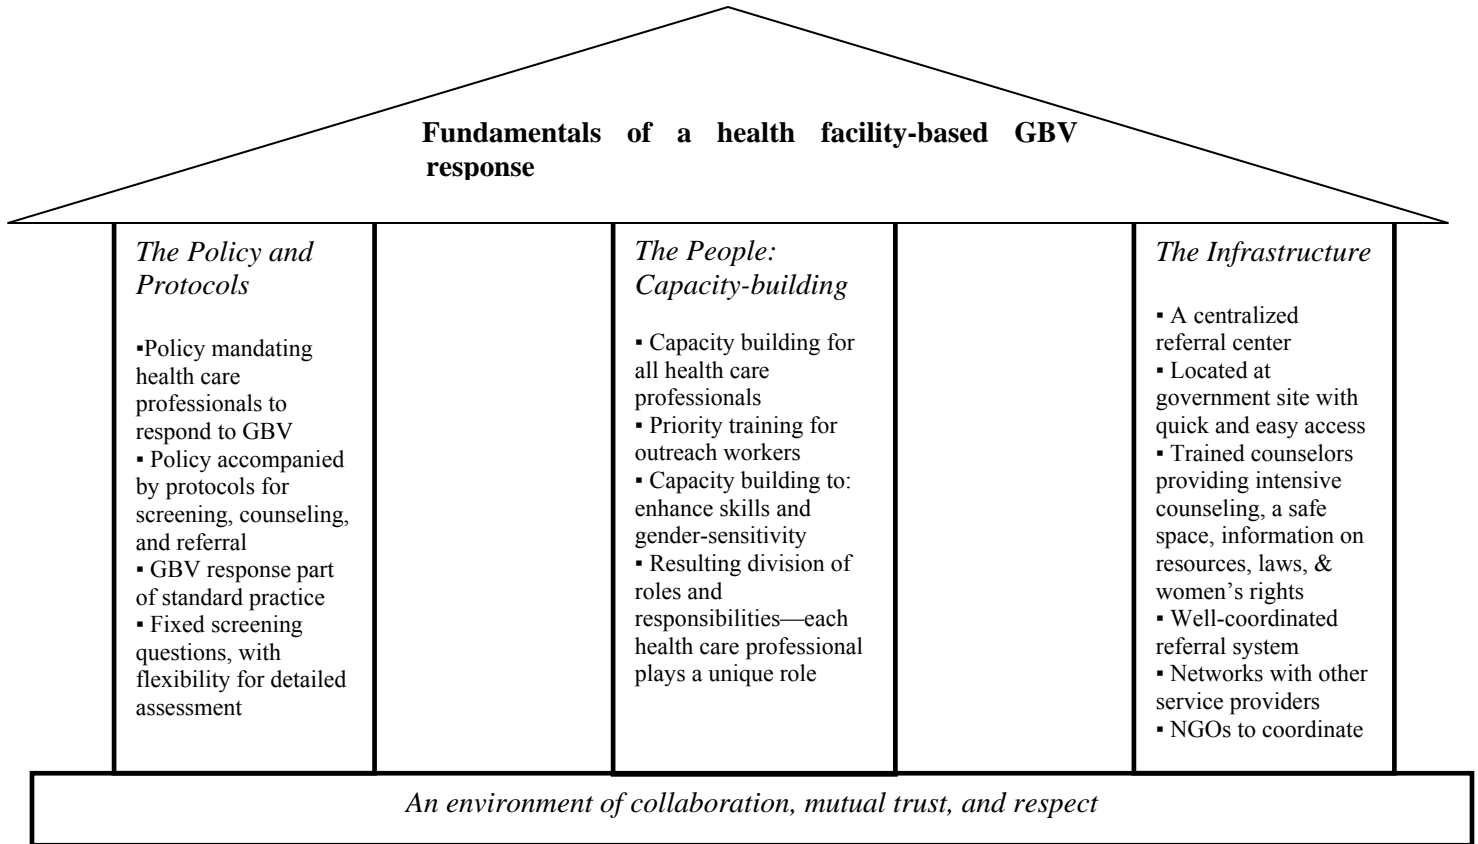 Fundamentals of a health facility-based GBV
response
The Policy and
Protocols
▪Policy mandating
health care
professionals to
respond to GBV
▪ Policy accompanied
by protocols for
screening, counseling,
and referral
▪ GBV response part
of standard practice
▪ Fixed screening
questions, with
flexibility for detailed
assessment
The People:
Capacity-building
▪ Capacity building for
all health care
professionals
▪ Priority training for
outreach workers
▪ Capacity building to:
enhance skills and
gender-sensitivity
▪ Resulting division of
roles and
responsibilities—each
health care professional
plays a unique role
The Infrastructure
▪ A centralized
referral center
▪ Located at
government site with
quick and easy access
▪ Trained counselors
providing intensive
counseling, a safe
space, information on
resources, laws, &
women’s rights
▪ Well-coordinated
referral system
▪ Networks with other
service providers
▪ NGOs to coordinate
An environment of collaboration, mutual trust, and respect